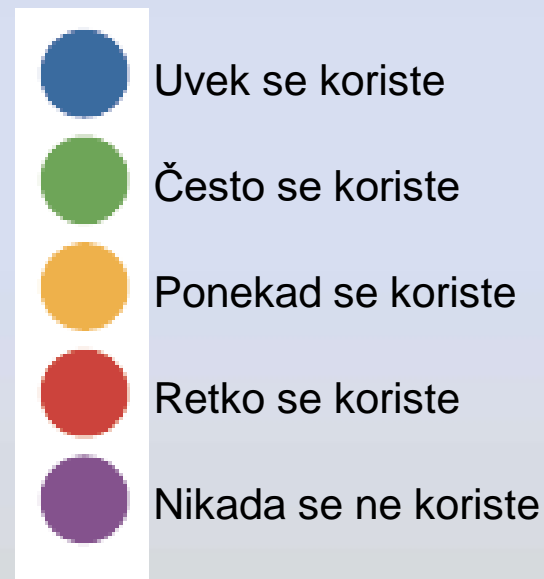 Uvek se koriste
Često se koriste
Ponekad se koriste
Retko se koriste
Nikada se ne koriste